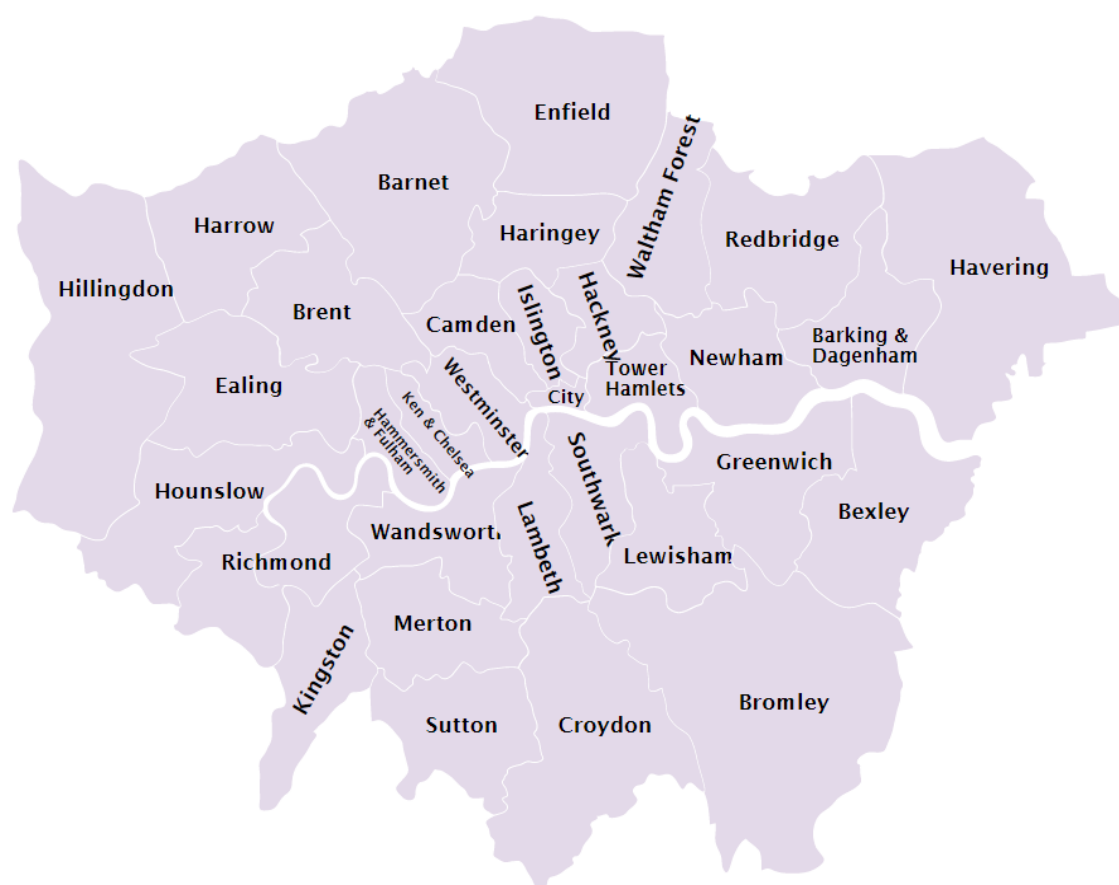 Enfield
Waltham Forest
Barnet
Harrow
Haringey
Redbridge
Havering
Hillingdon
Brent
Camden
Islington
Hackney
Newham
Barking &
Dagenham
Ealing
Westminster
City
Tower
Hamlets
Ken & Chelsea
Hammersmith
& Fulham
Southwark
Greenwich
Hounslow
Bexley
Wandsworth
Lambeth
Richmond
Lewisham
Merton
Kingston
Sutton
Croydon
Bromley